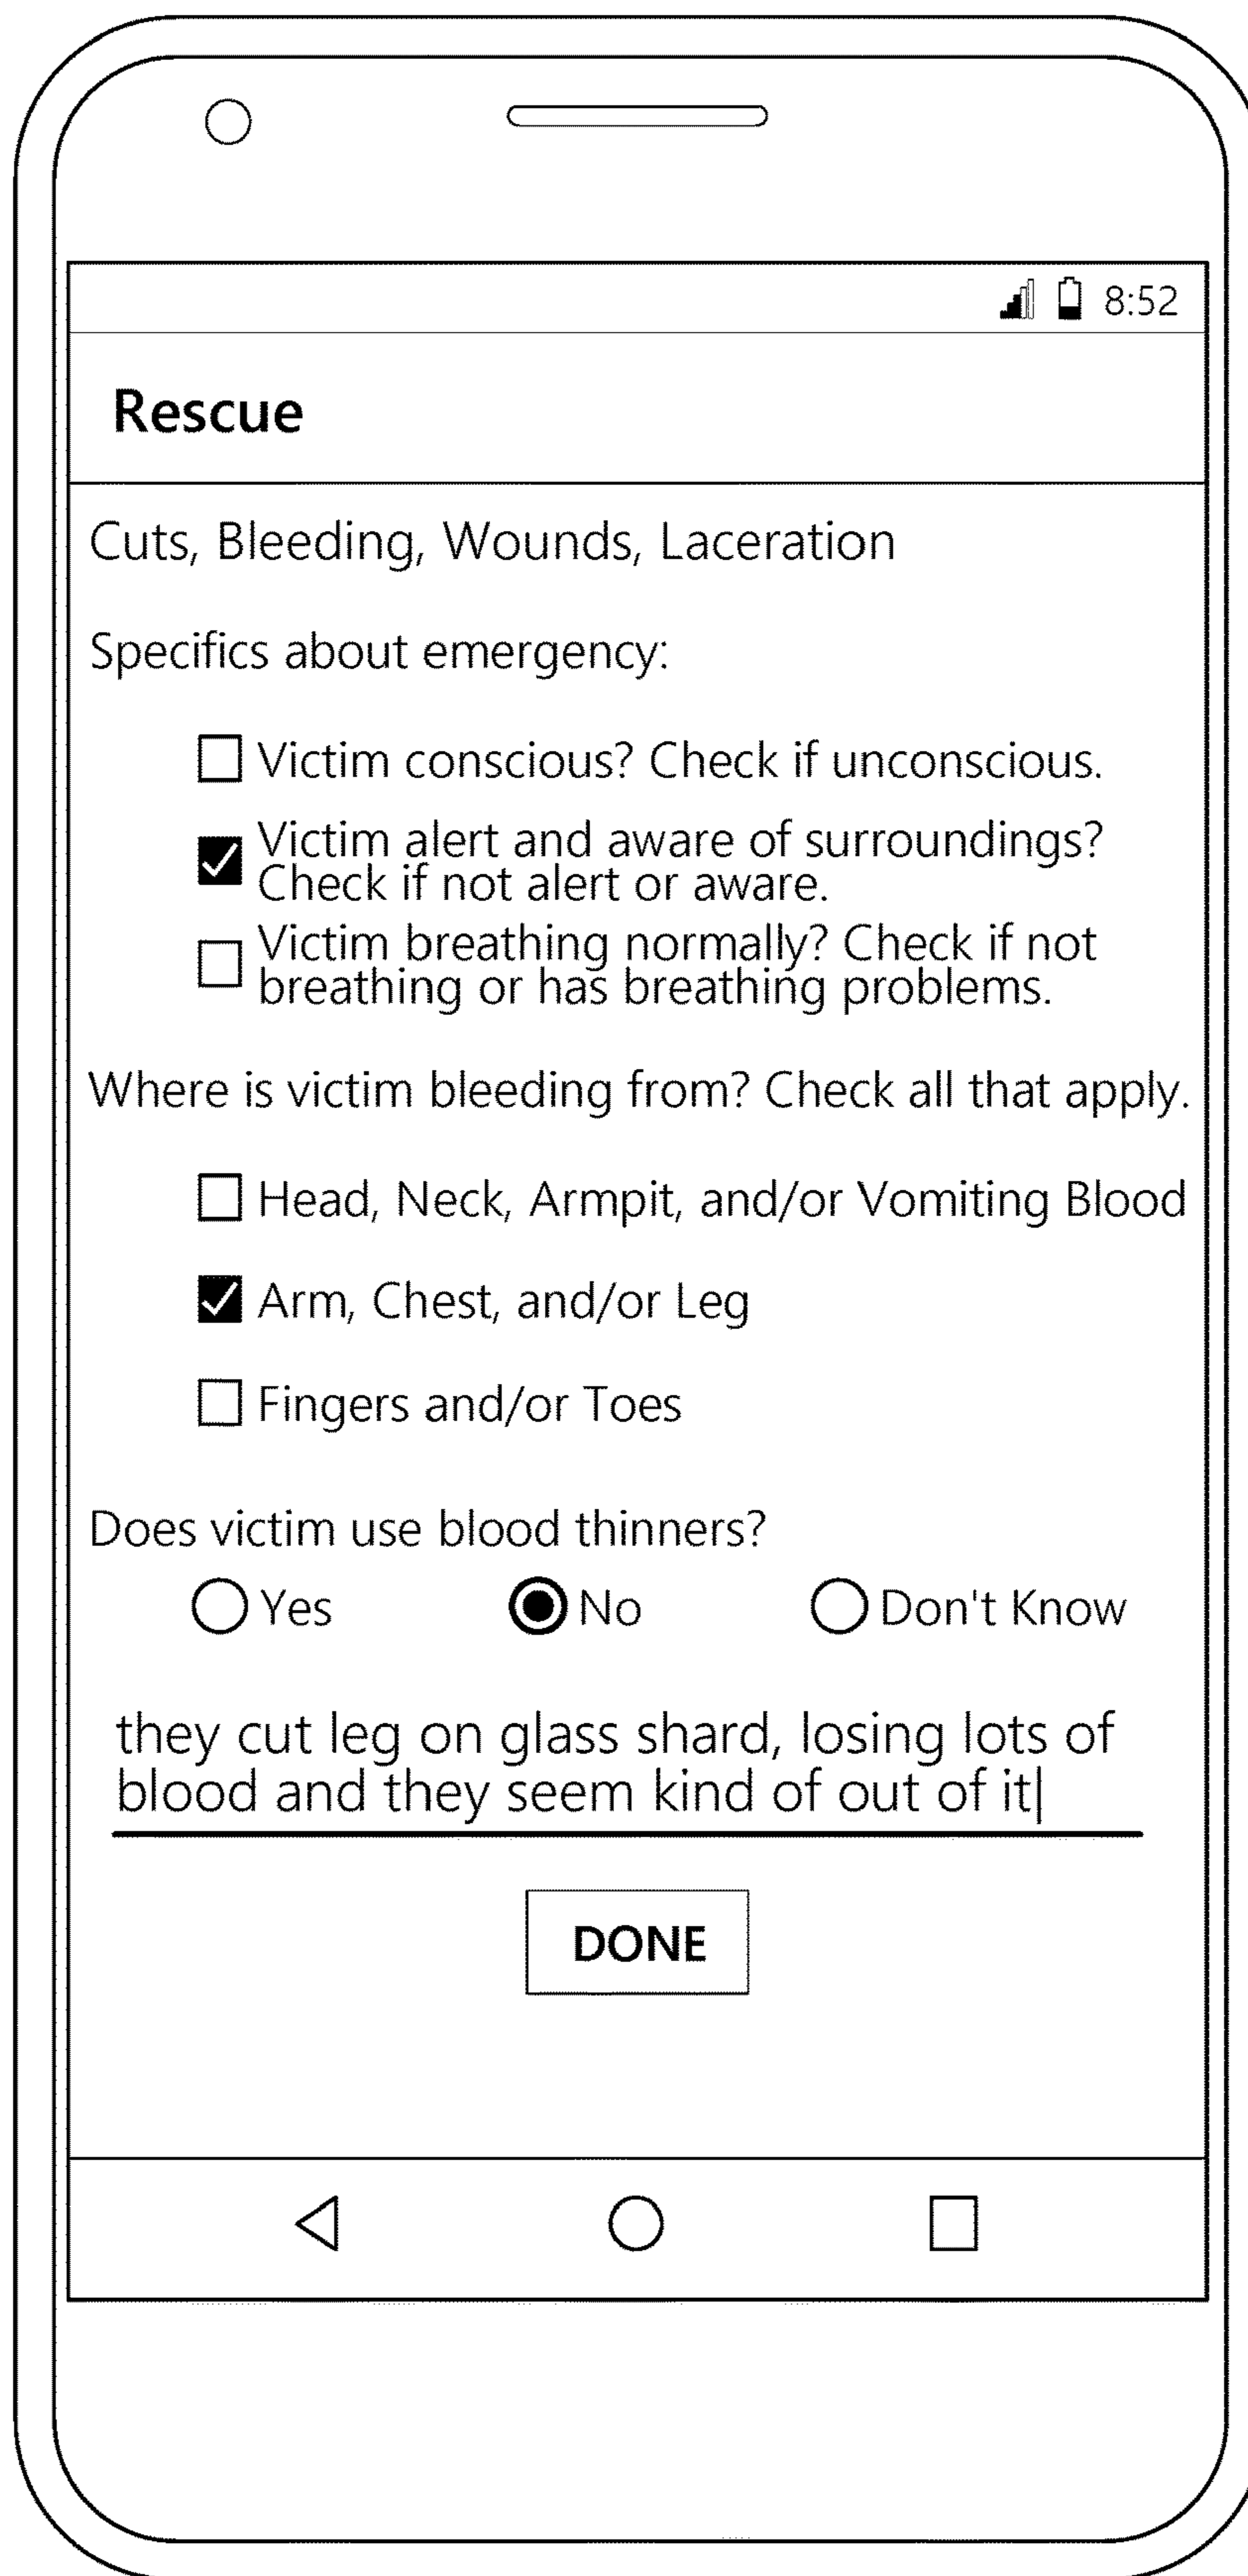 8:52
Rescue
Cuts, Bleeding, Wounds, Laceration
Specifics about emergency:
Victim conscious? Check if unconscious.
Victim alert and aware of surroundings?
Check if not alert or aware.
Victim breathing normally? Check if not
breathing or has breathing problems.
Where is victim bleeding from? Check all that apply.
Head, Neck, Armpit, and/or Vomiting Blood
Arm, Chest, and/or Leg
Fingers and/or Toes
Does victim use blood thinners?
Yes No Don't Know
they cut leg on glass shard, losing lots of
blood and they seem kind of out of it
DONE